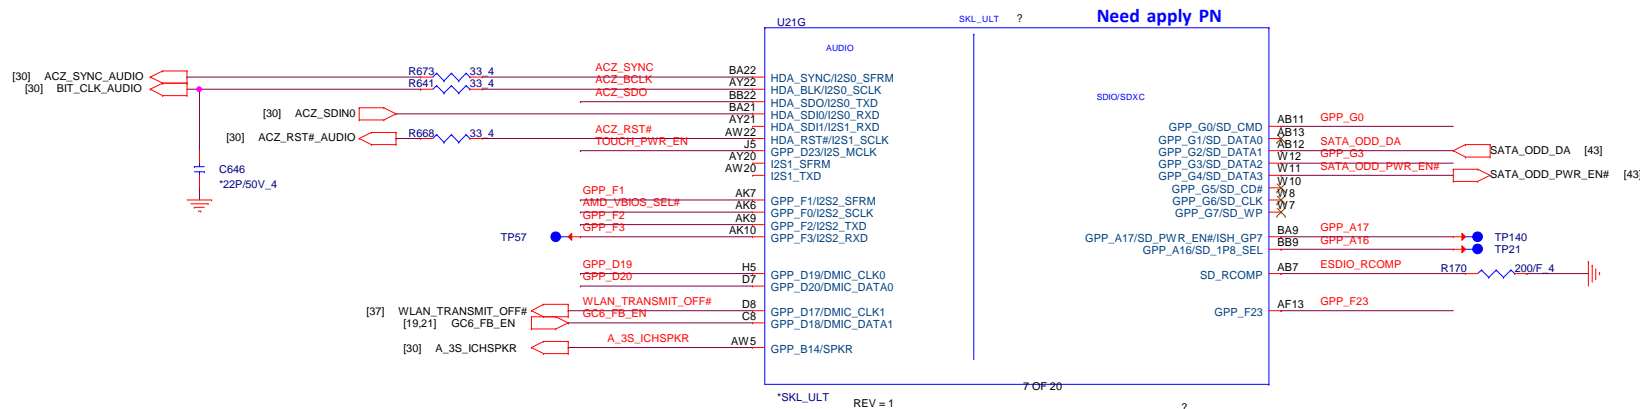 U21G
SKL_ULT
?
Need apply PN
AUDIO
SDIO/SDXC
[30] ACZ_SYNC_AUDIO R673 33_4 ACZ_SYNC BA22 HDA_SYNC/I2S0_SFRM
[30] BIT_CLK_AUDIO R641 33_4 ACZ_BCLK AY22 HDA_BLK/I2S0_SCLK
ACZ_SDO BB22 HDA_SDO/I2S0_TXD
[30] ACZ_SDIN0 BA21 HDA_SDI0/I2S0_RXD
AY21 HDA_SDI1/I2S1_RXD
[30] ACZ_RST#_AUDIO R668 33_4 ACZ_RST# AW22 HDA_RST#/I2S1_SCLK
TOUCH_PWR_EN J5 GPP_D23/I2S_MCLK
AY20 I2S1_SFRM
AW20 I2S1_TXD
C646
*22P/50V_4
GPP_F1 AK7 GPP_F1/I2S2_SFRM
AMD_VBIOS_SEL# AK6 GPP_F0/I2S2_SCLK
GPP_F2 AK9 GPP_F2/I2S2_TXD
TP57 GPP_F3 AK10 GPP_F3/I2S2_RXD
GPP_D19 H5 GPP_D19/DMIC_CLK0
GPP_D20 D7 GPP_D20/DMIC_DATA0
[37] WLAN_TRANSMIT_OFF# WLAN_TRANSMIT_OFF# D8 GPP_D17/DMIC_CLK1
[19,21] GC6_FB_EN GC6_FB_EN C8 GPP_D18/DMIC_DATA1
[30] A_3S_ICHSPKR A_3S_ICHSPKR AW5 GPP_B14/SPKR
GPP_G0/SD_CMD AB11 GPP_G0
GPP_G1/SD_DATA0 AB13
GPP_G2/SD_DATA1 AB12 SATA_ODD_DA SATA_ODD_DA [43]
GPP_G3/SD_DATA2 W12 GPP_G3
GPP_G4/SD_DATA3 W11 SATA_ODD_PWR_EN# SATA_ODD_PWR_EN# [43]
GPP_G5/SD_CD# W10
GPP_G6/SD_CLK W8
GPP_G7/SD_WP W7
GPP_A17/SD_PWR_EN#/ISH_GP7 BA9 GPP_A17 TP140
GPP_A16/SD_1P8_SEL BB9 GPP_A16 TP21
SD_RCOMP AB7 ESDIO_RCOMP R170 200/F_4
GPP_F23 AF13 GPP_F23
7 OF 20
*SKL_ULT
REV = 1
?